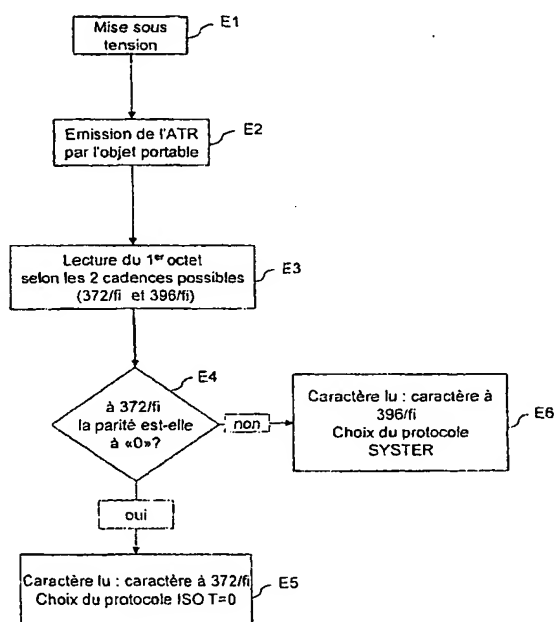 Mise sous
tension
E1
Emission de l'ATR
par l'objet portable
E2
Lecture du 1er octet
selon les 2 cadences possibles
(372/fi et 396/fi)
E3
E4
à 372/fi
la parité est-elle
à «0»?
non
Caractère lu : caractère à
396/fi
Choix du protocole
SYSTER
E6
oui
Caractère lu : caractère à 372/fi
Choix du protocole ISO T=0
E5